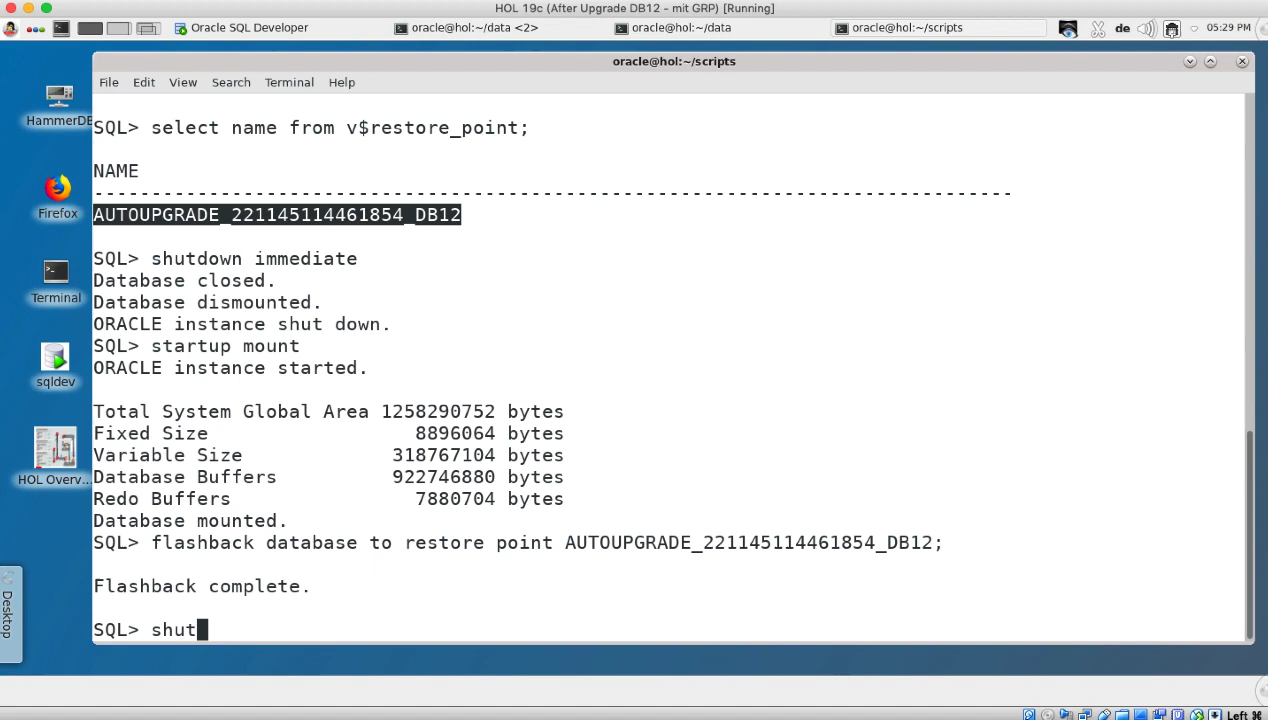 HOL 19c (After Upgrade DB12 – mit GRP) [Running]
Oracle SQL Developer
oracle@hol:~/data <2>
oracle@hol:~/data
oracle@hol:~/scripts
de
05:29 PM
oracle@hol:~/scripts
File Edit View Search Terminal Help
HammerDB
Firefox
Terminal
sqldev
HOL Overv...
Desktop
SQL> select name from v$restore_point;
NAME
--------------------------------------------------------------------------------
AUTOUPGRADE_221145114461854_DB12
SQL> shutdown immediate
Database closed.
Database dismounted.
ORACLE instance shut down.
SQL> startup mount
ORACLE instance started.
Total System Global Area 1258290752 bytes
Fixed Size 8896064 bytes
Variable Size 318767104 bytes
Database Buffers 922746880 bytes
Redo Buffers 7880704 bytes
Database mounted.
SQL> flashback database to restore point AUTOUPGRADE_221145114461854_DB12;
Flashback complete.
SQL> shut
Left ⌘